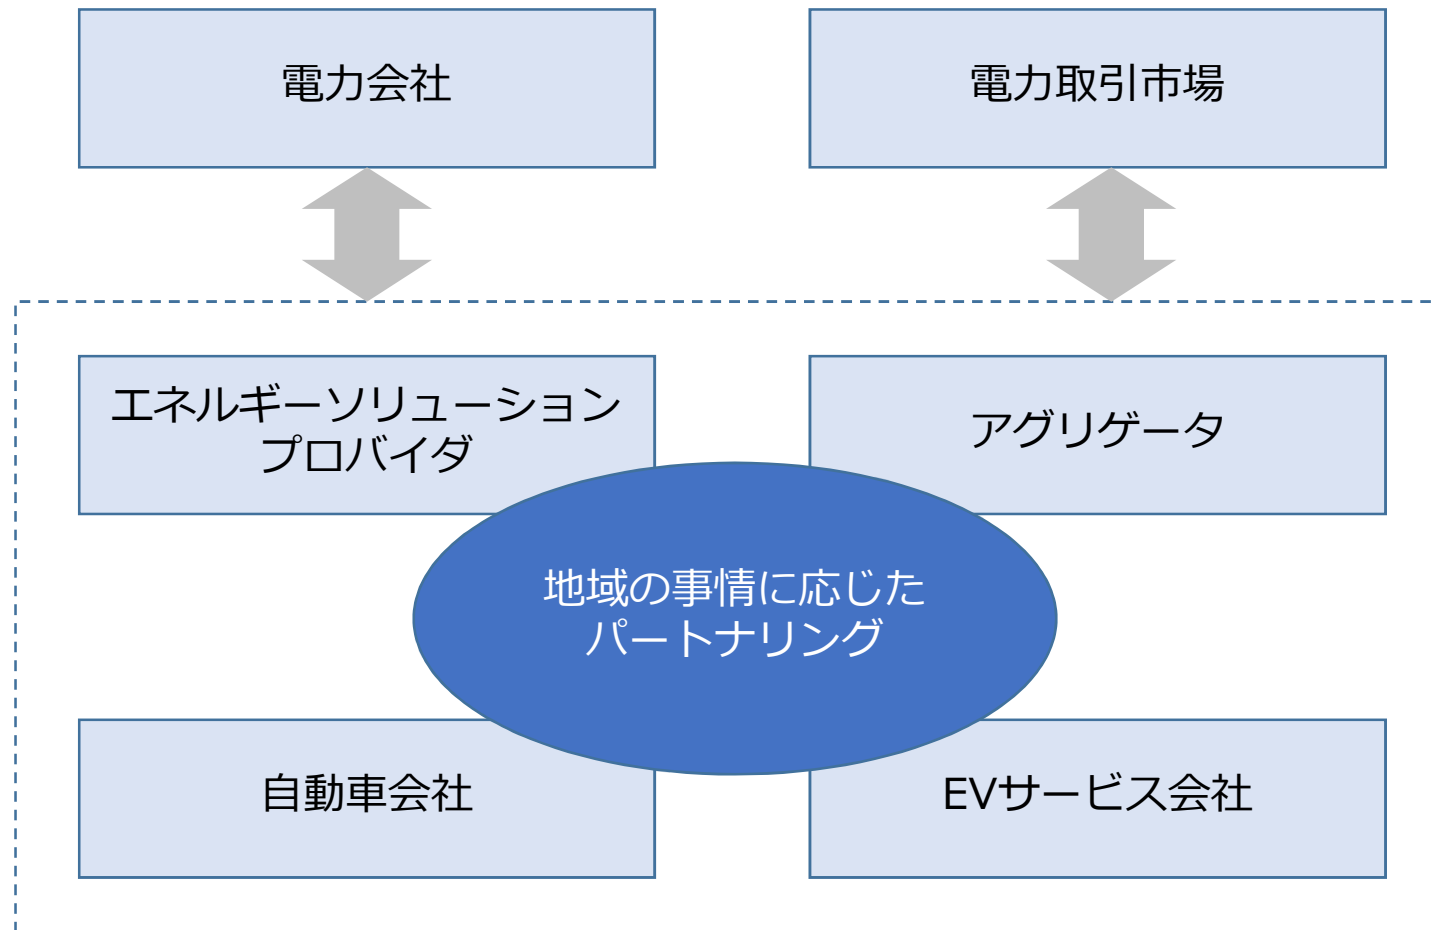 電力会社
電力取引市場
エネルギーソリューション
プロバイダ
アグリゲータ
地域の事情に応じた
パートナリング
自動車会社
EVサービス会社